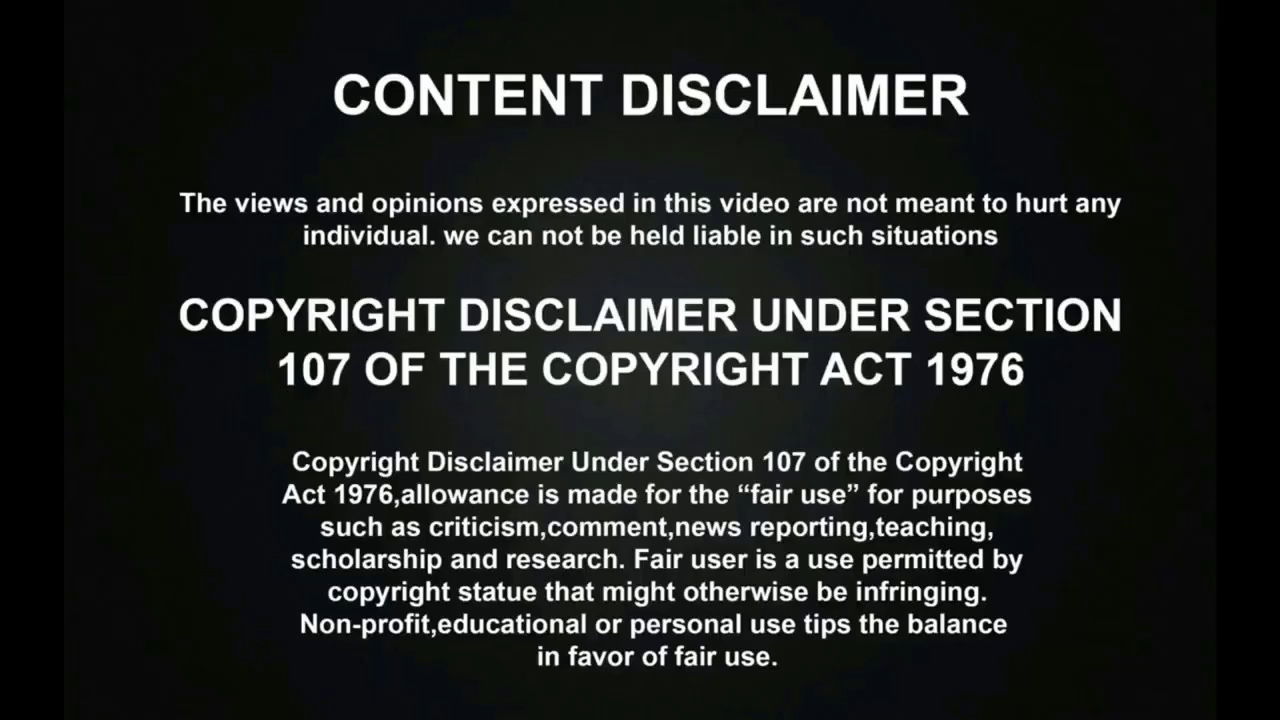 CONTENT DISCLAIMER
The views and opinions expressed in this video are not meant to hurt any
individual. we can not be held liable in such situations
COPYRIGHT DISCLAIMER UNDER SECTION
107 OF THE COPYRIGHT ACT 1976
Copyright Disclaimer Under Section 107 of the Copyright
Act 1976,allowance is made for the “fair use” for purposes
such as criticism,comment,news reporting,teaching,
scholarship and research. Fair user is a use permitted by
copyright statue that might otherwise be infringing.
Non-profit,educational or personal use tips the balance
in favor of fair use.